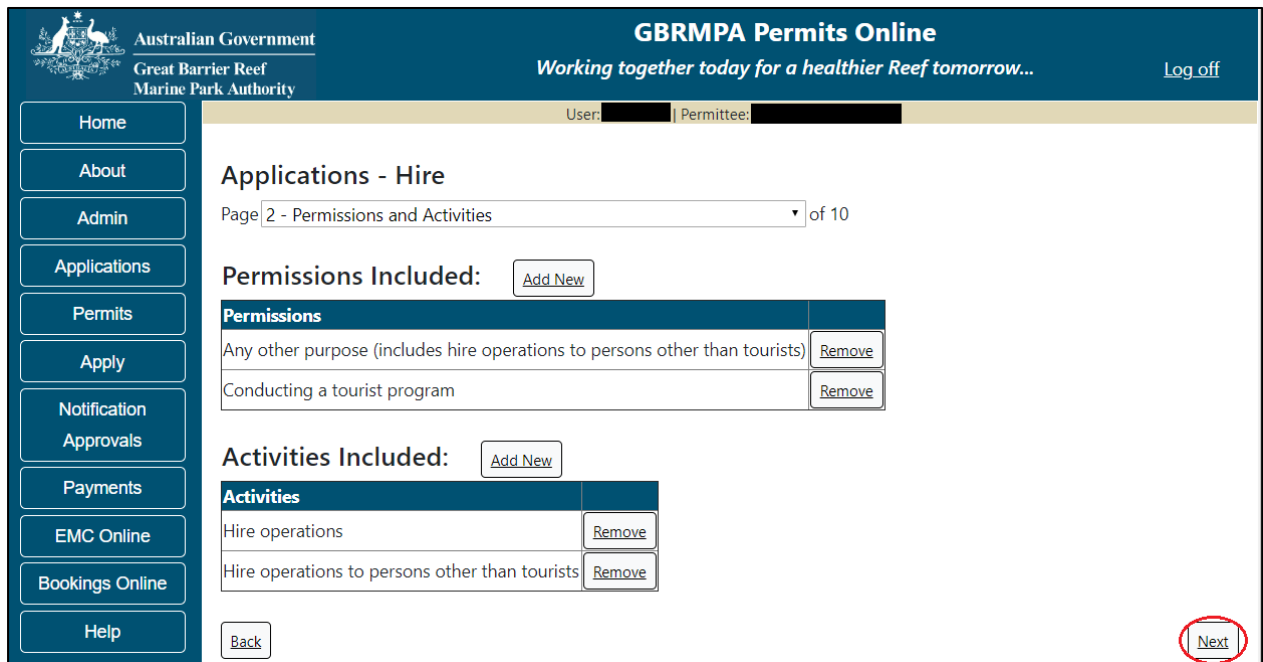 Australian Government
Great Barrier Reef
Marine Park Authority
GBRMPA Permits Online
Working together today for a healthier Reef tomorrow...
Log off
User: | Permittee:
Home
About
Admin
Applications
Permits
Apply
Notification
Approvals
Payments
EMC Online
Bookings Online
Help
Applications - Hire
Page 2 - Permissions and Activities of 10
Permissions Included: Add New
Permissions
Any other purpose (includes hire operations to persons other than tourists) Remove
Conducting a tourist program Remove
Activities Included: Add New
Activities
Hire operations Remove
Hire operations to persons other than tourists Remove
Back Next